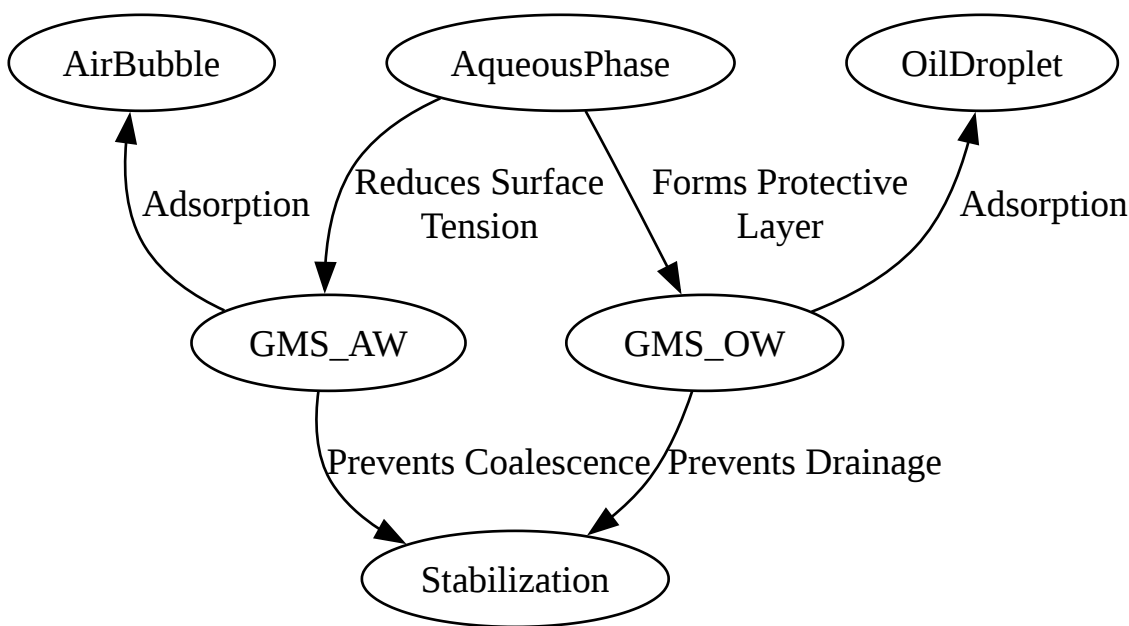 AirBubble
AqueousPhase
OilDroplet
Adsorption
Reduces Surface
Tension
Forms Protective
Layer
Adsorption
GMS_AW
GMS_OW
Prevents Coalescence
Prevents Drainage
Stabilization